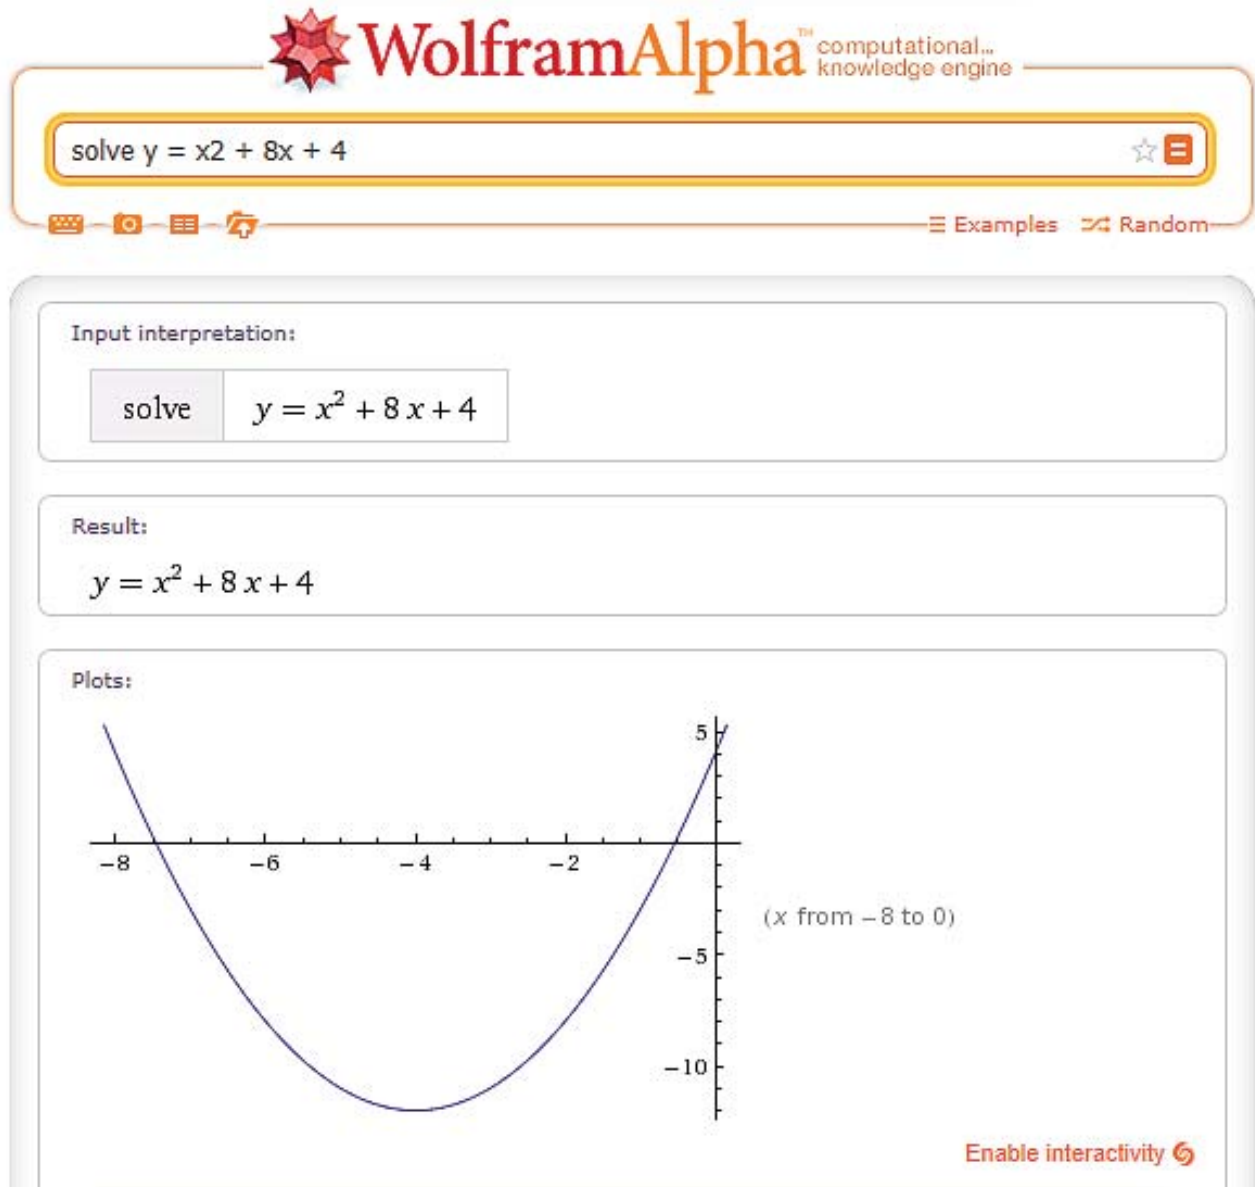 WolframAlpha™ computational...
knowledge engine
solve y = x2 + 8x + 4
Examples Random
Input interpretation:
solve y = x² + 8 x + 4
Result:
y = x² + 8 x + 4
Plots:
5
−8 −6 −4 −2
(x from −8 to 0)
−5
−10
Enable interactivity